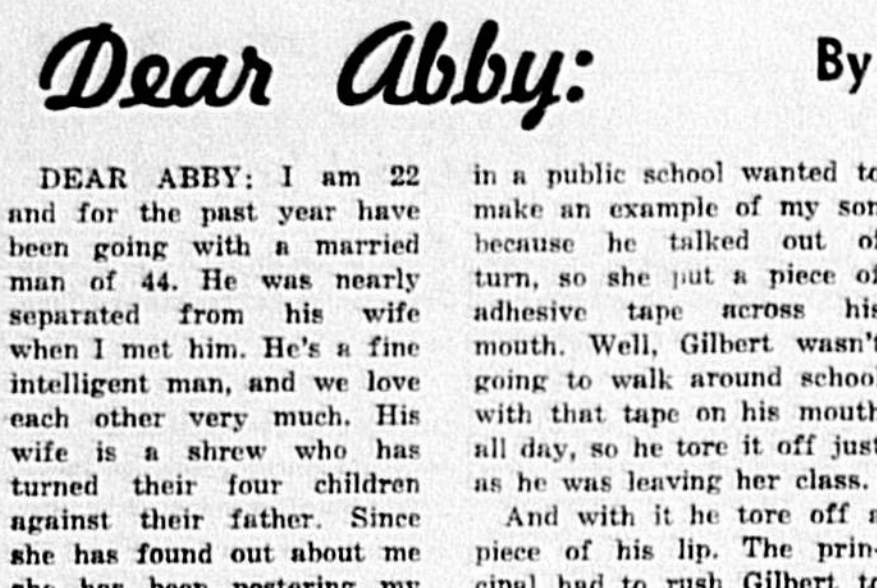 Dear Abby:
By
DEAR ABBY: I am 22
and for the past year have
been going with a married
man of 44. He was nearly
separated from his wife
when I met him. He's a fine
intelligent man, and we love
each other very much. His
wife is a shrew who has
turned their four children
against their father. Since
she has found out about me
she has been pestering my
in a public school wanted to
make an example of my son
because he talked out of
turn, so she put a piece of
adhesive tape across his
mouth. Well, Gilbert wasn't
going to walk around school
with that tape on his mouth
all day, so he tore it off just
as he was leaving her class.
And with it he tore off a
piece of his lip. The prin-
cipal had to rush Gilbert to